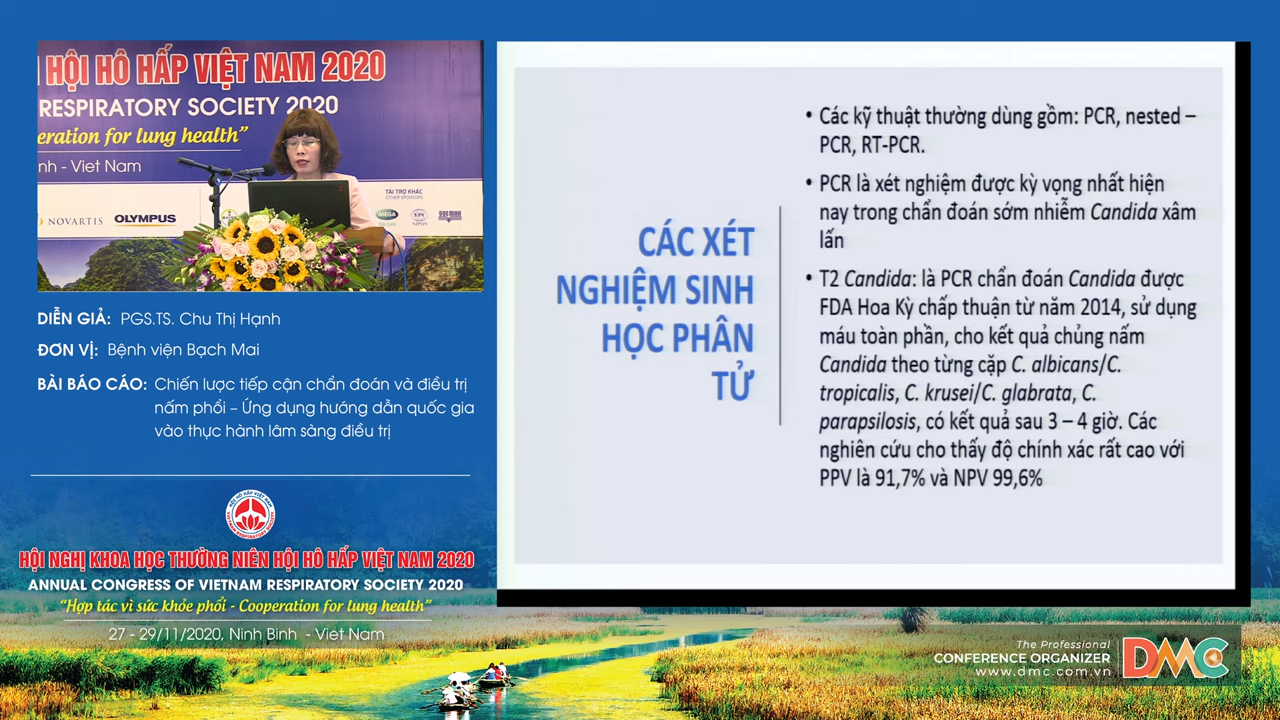 HỘI HÔ HẤP VIỆT NAM 2020
RESPIRATORY SOCIETY 2020
eration for lung health”
nh - Viet Nam
NOVARTIS
OLYMPUS
TÀI TRỢ KHÁC
MEGA
DIỄN GIẢ: PGS.TS. Chu Thị Hạnh
ĐƠN VỊ: Bệnh viện Bạch Mai
BÀI BÁO CÁO: Chiến lược tiếp cận chẩn đoán và điều trị
nấm phổi – Ứng dụng hướng dẫn quốc gia
vào thực hành lâm sàng điều trị
HỘI NGHỊ KHOA HỌC THƯỜNG NIÊN HỘI HÔ HẤP VIỆT NAM 2020
ANNUAL CONGRESS OF VIETNAM RESPIRATORY SOCIETY 2020
“Hợp tác vì sức khỏe phổi - Cooperation for lung health”
27 - 29/11/2020, Ninh Binh - Viet Nam
CÁC XÉT
NGHIỆM SINH
HỌC PHÂN
TỬ
• Các kỹ thuật thường dùng gồm: PCR, nested –
PCR, RT-PCR.
• PCR là xét nghiệm được kỳ vọng nhất hiện
nay trong chẩn đoán sớm nhiễm Candida xâm
lấn
• T2 Candida: là PCR chẩn đoán Candida được
FDA Hoa Kỳ chấp thuận từ năm 2014, sử dụng
máu toàn phần, cho kết quả chủng nấm
Candida theo từng cặp C. albicans/C.
tropicalis, C. krusei/C. glabrata, C.
parapsilosis, có kết quả sau 3 – 4 giờ. Các
nghiên cứu cho thấy độ chính xác rất cao với
PPV là 91,7% và NPV 99,6%
The Professional
CONFERENCE ORGANIZER
www.dmc.com.vn
DMC